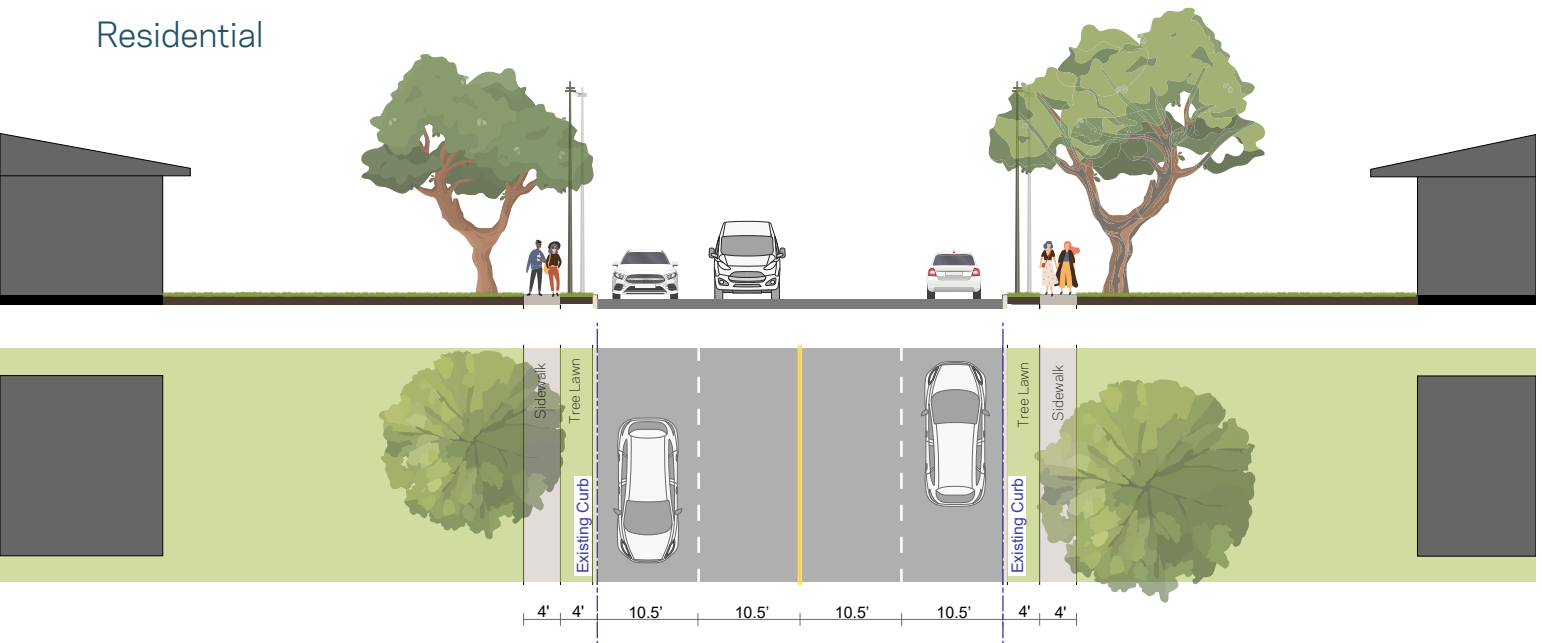 Residential
Sidewalk
Tree Lawn
Existing Curb
Existing Curb
Tree Lawn
Sidewalk
4' 4' 10.5’ 10.5’ 10.5’ 10.5’ 4' 4'